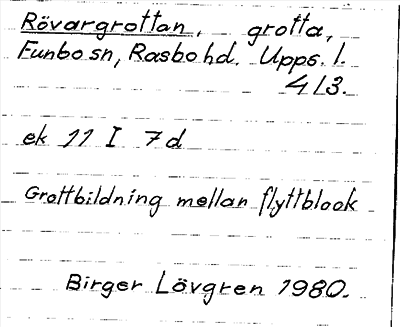 Rövargrottan, grotta,
Funbo sn, Rasbo hd. Upps. l.
413.
ek 11 I 7d
Grottbildning mellan flyttblock
Birger Lövgren 1980.